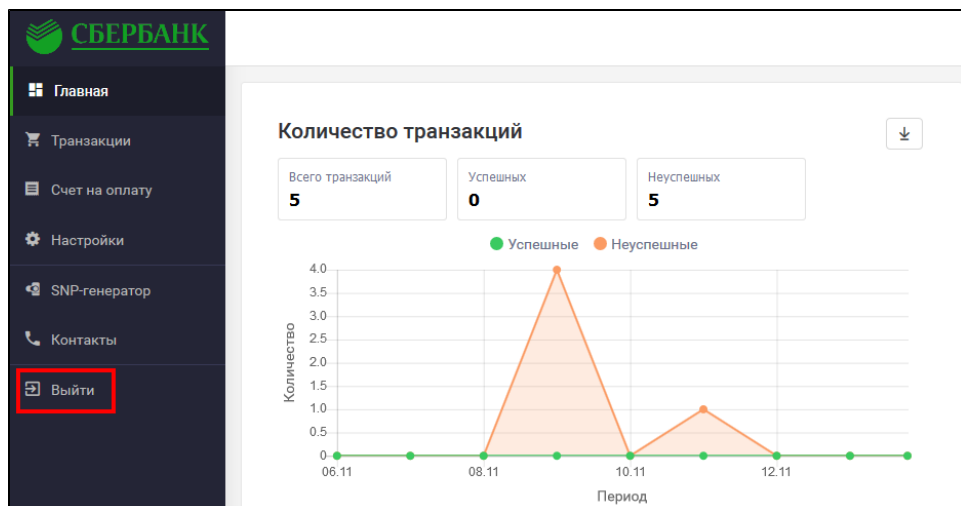 СБЕРБАНК
Главная
Транзакции
Счет на оплату
Настройки
SNP-генератор
Контакты
Выйти
Количество транзакций
Всего транзакций
5
Успешных
0
Неуспешных
5
Успешные Неуспешные
Количество
4.0
3.5
3.0
2.5
2.0
1.5
1.0
0.5
0
06.11 08.11 10.11 12.11
Период